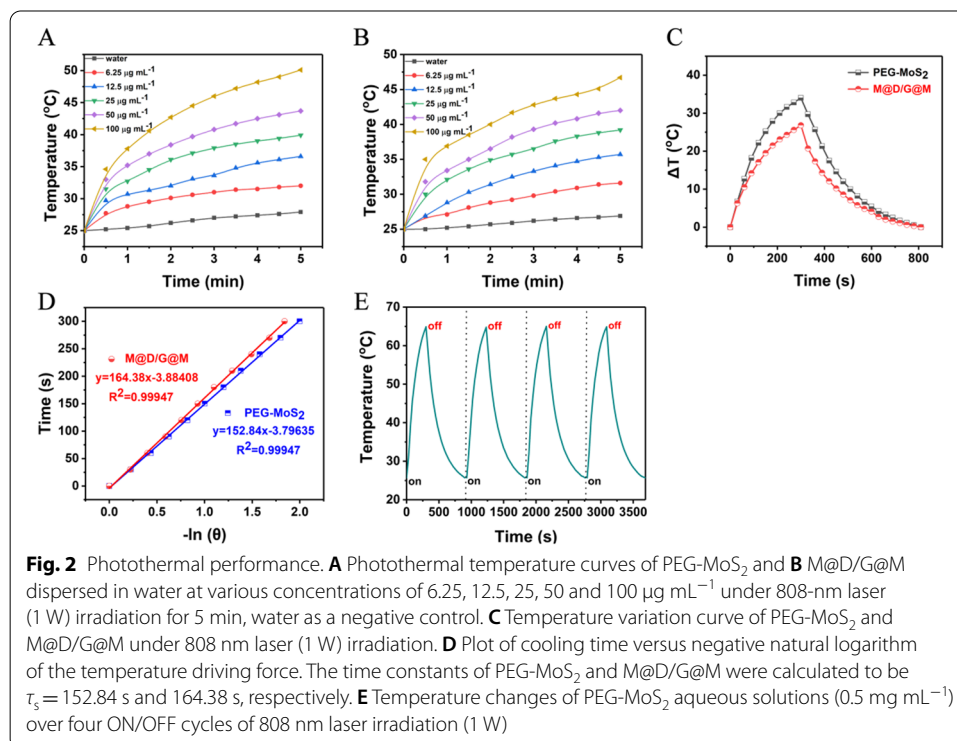 A
Temperature (°C)
50
45
40
35
30
25
water
6.25 µg mL⁻¹
12.5 µg mL⁻¹
25 µg mL⁻¹
50 µg mL⁻¹
100 µg mL⁻¹
0 1 2 3 4 5
Time (min)
B
Temperature (°C)
50
45
40
35
30
25
water
6.25 µg mL⁻¹
12.5 µg mL⁻¹
25 µg mL⁻¹
50 µg mL⁻¹
100 µg mL⁻¹
0 1 2 3 4 5
Time (min)
C
ΔT (°C)
40
30
20
10
0
PEG-MoS₂
M@D/G@M
0 200 400 600 800
Time (s)
D
Time (s)
300
250
200
150
100
50
0
M@D/G@M
y=164.38x-3.88408
R²=0.99947
PEG-MoS₂
y=152.84x-3.79635
R²=0.99947
0.0 0.5 1.0 1.5 2.0
-ln (θ)
E
Temperature (°C)
70
60
50
40
30
20
off off off off
on on on on
0 500 1000 1500 2000 2500 3000 3500
Time (s)
Fig. 2 Photothermal performance. A Photothermal temperature curves of PEG-MoS₂ and B M@D/G@M
dispersed in water at various concentrations of 6.25, 12.5, 25, 50 and 100 µg mL⁻¹ under 808-nm laser
(1 W) irradiation for 5 min, water as a negative control. C Temperature variation curve of PEG-MoS₂ and
M@D/G@M under 808 nm laser (1 W) irradiation. D Plot of cooling time versus negative natural logarithm
of the temperature driving force. The time constants of PEG-MoS₂ and M@D/G@M were calculated to be
τₛ = 152.84 s and 164.38 s, respectively. E Temperature changes of PEG-MoS₂ aqueous solutions (0.5 mg mL⁻¹)
over four ON/OFF cycles of 808 nm laser irradiation (1 W)